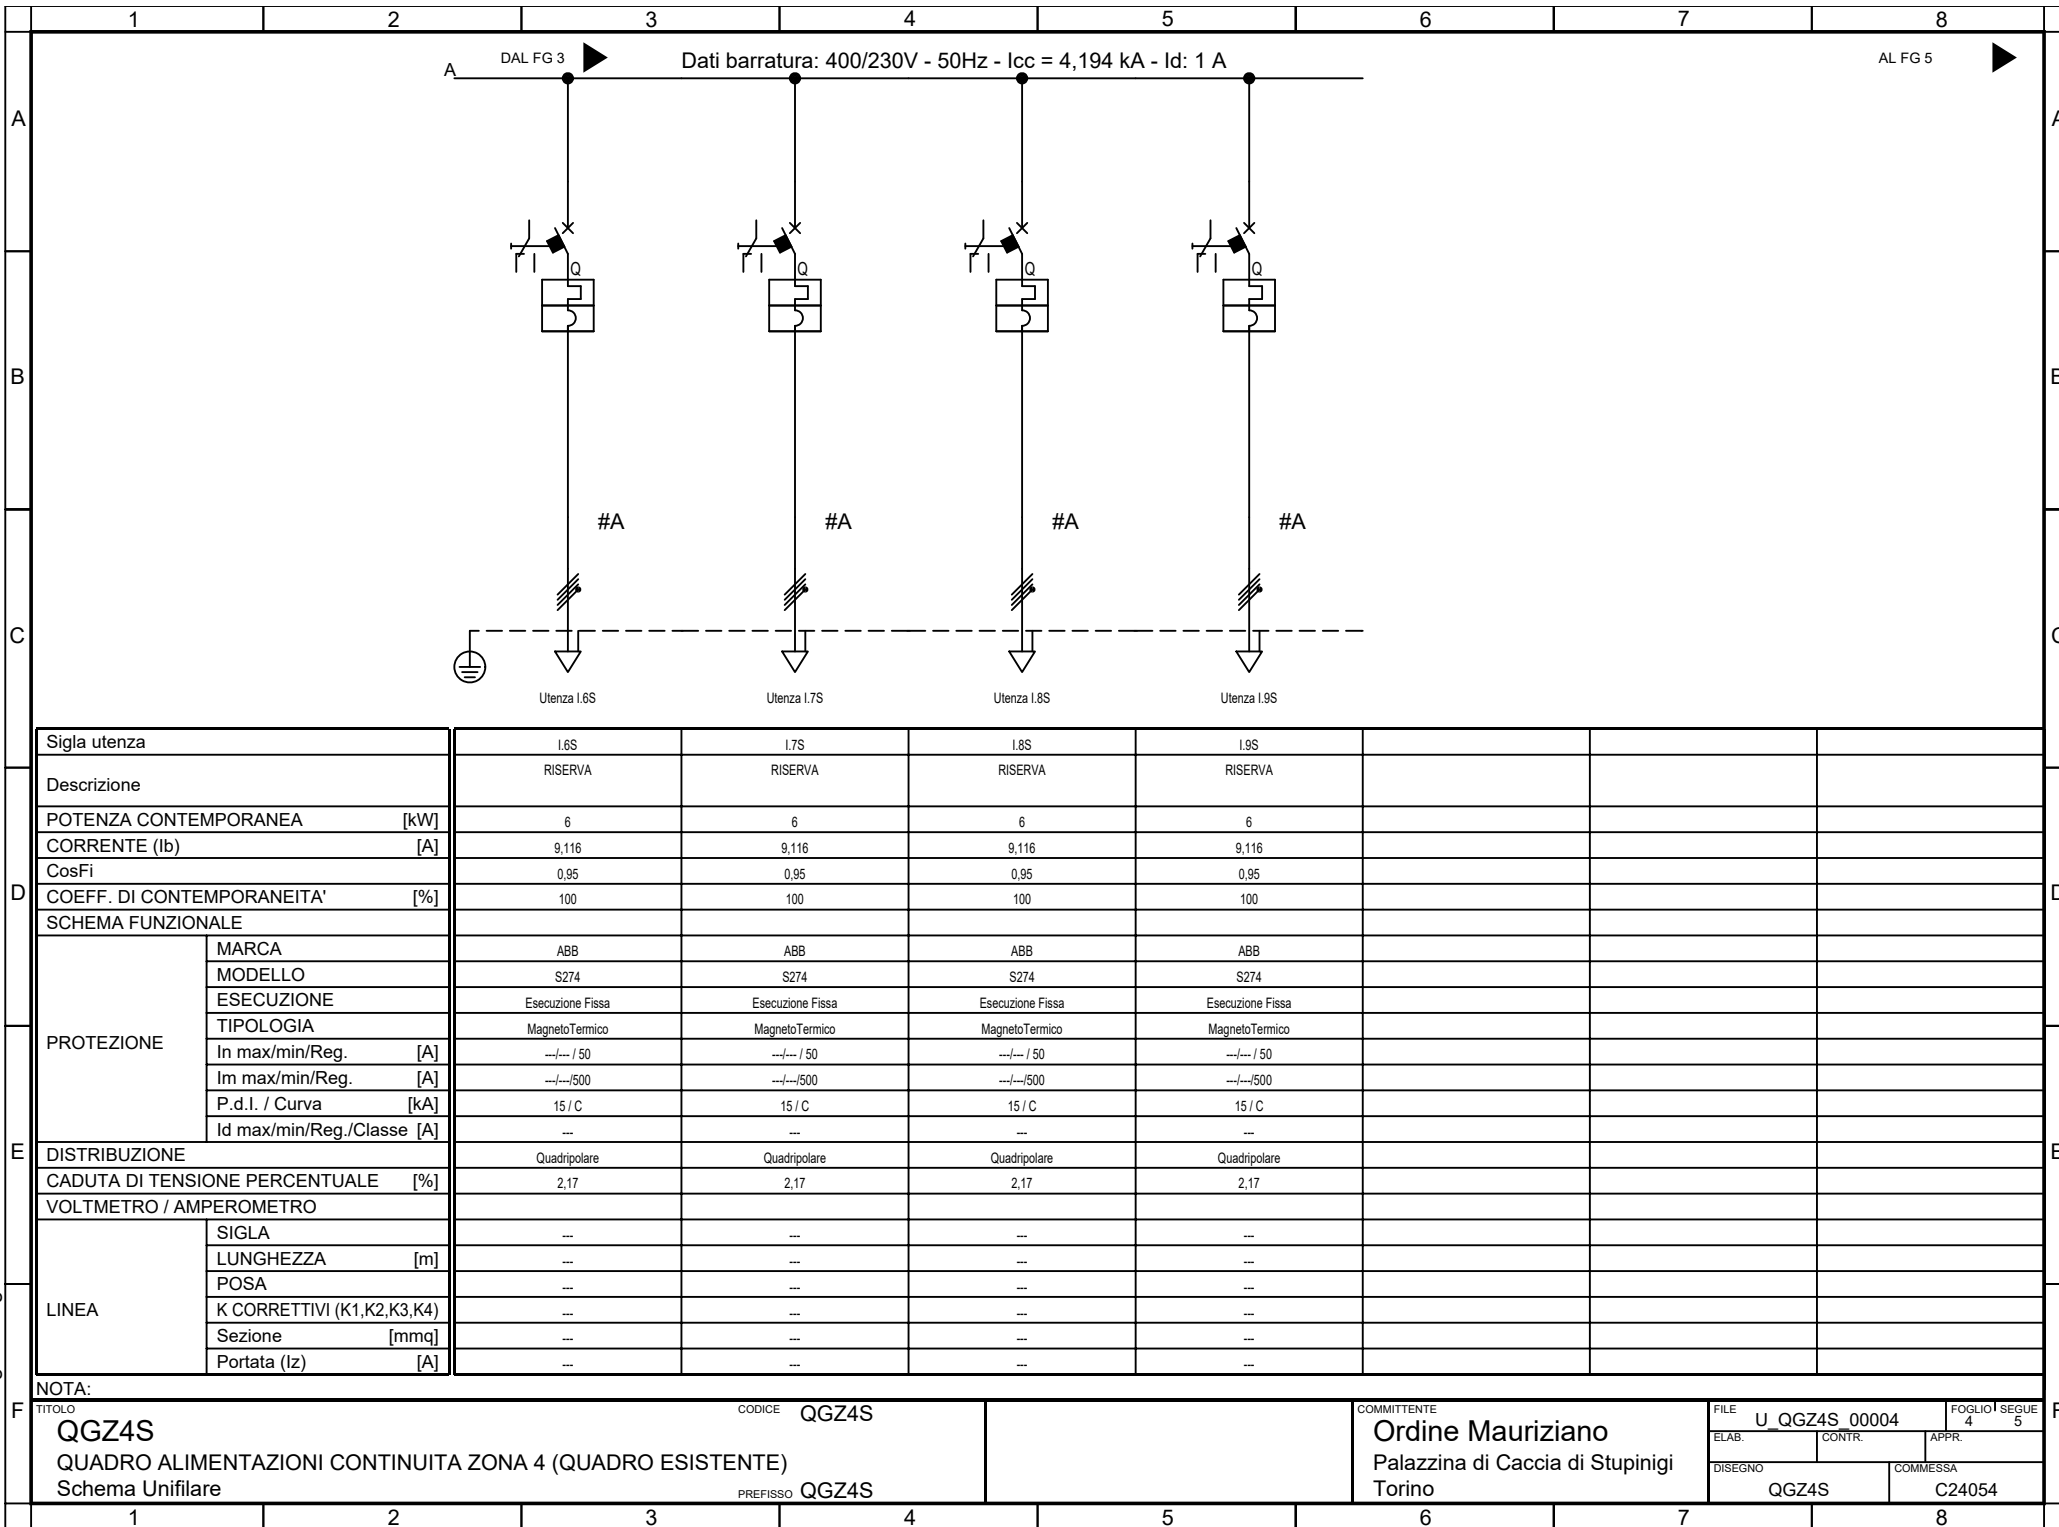 1 2 3 4 5 6 7 8
DAL FG 3 Dati barratura: 400/230V - 50Hz - Icc = 4,194 kA - Id: 1 A AL FG 5
A
A A
Q Q Q Q
B B
#A #A #A #A
C C
Utenza I.6S Utenza I.7S Utenza I.8S Utenza I.9S
Sigla utenza I.6S I.7S I.8S I.9S
Descrizione RISERVA RISERVA RISERVA RISERVA
POTENZA CONTEMPORANEA [kW] 6 6 6 6
CORRENTE (Ib) [A] 9,116 9,116 9,116 9,116
CosFi 0,95 0,95 0,95 0,95
D COEFF. DI CONTEMPORANEITA' [%] 100 100 100 100 D
SCHEMA FUNZIONALE
PROTEZIONE
MARCA ABB ABB ABB ABB
MODELLO S274 S274 S274 S274
ESECUZIONE Esecuzione Fissa Esecuzione Fissa Esecuzione Fissa Esecuzione Fissa
TIPOLOGIA MagnetoTermico MagnetoTermico MagnetoTermico MagnetoTermico
In max/min/Reg. [A] ---/--- / 50 ---/--- / 50 ---/--- / 50 ---/--- / 50
Im max/min/Reg. [A] ---/---/500 ---/---/500 ---/---/500 ---/---/500
P.d.I. / Curva [kA] 15 / C 15 / C 15 / C 15 / C
Id max/min/Reg./Classe [A] --- --- --- ---
E DISTRIBUZIONE Quadripolare Quadripolare Quadripolare Quadripolare E
CADUTA DI TENSIONE PERCENTUALE [%] 2,17 2,17 2,17 2,17
VOLTMETRO / AMPEROMETRO
LINEA
SIGLA --- --- --- ---
LUNGHEZZA [m] --- --- --- ---
POSA --- --- --- ---
K CORRETTIVI (K1,K2,K3,K4) --- --- --- ---
Sezione [mmq] --- --- --- ---
Portata (Iz) [A] --- --- --- ---
NOTA:
F F
TITOLO
QGZ4S
CODICE QGZ4S
QUADRO ALIMENTAZIONI CONTINUITA ZONA 4 (QUADRO ESISTENTE)
Schema Unifilare
PREFISSO QGZ4S
COMMITTENTE
Ordine Mauriziano
Palazzina di Caccia di Stupinigi
Torino
FILE U_QGZ4S_00004 FOGLIO 4 SEGUE 5
ELAB. CONTR. APPR.
DISEGNO QGZ4S COMMESSA C24054
1 2 3 4 5 6 7 8